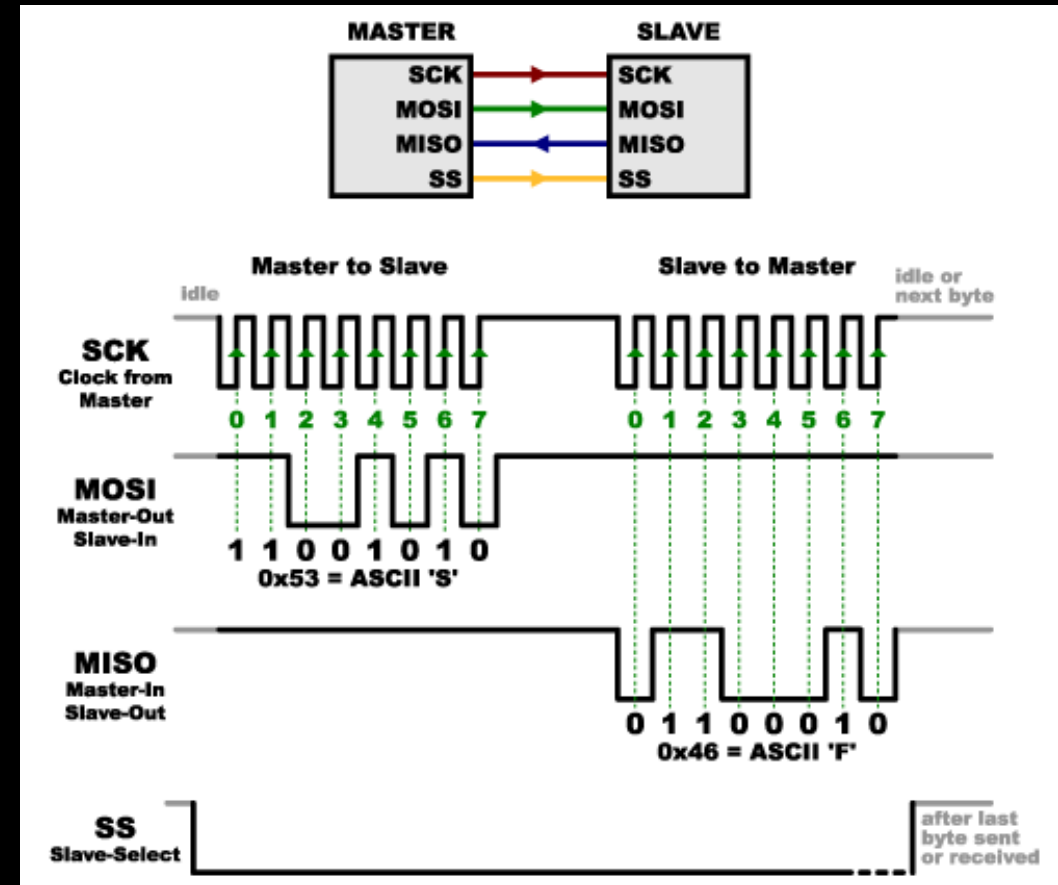 MASTER SLAVE
SCK SCK
MOSI MOSI
MISO MISO
SS SS
Master to Slave Slave to Master
idle
idle or
next byte
SCK
Clock from
Master
0 1 2 3 4 5 6 7 0 1 2 3 4 5 6 7
MOSI
Master-Out
Slave-In
1 1 0 0 1 0 1 0
0x53 = ASCII 'S'
MISO
Master-In
Slave-Out
0 1 1 0 0 0 1 0
0x46 = ASCII 'F'
SS
Slave-Select
after last
byte sent
or received